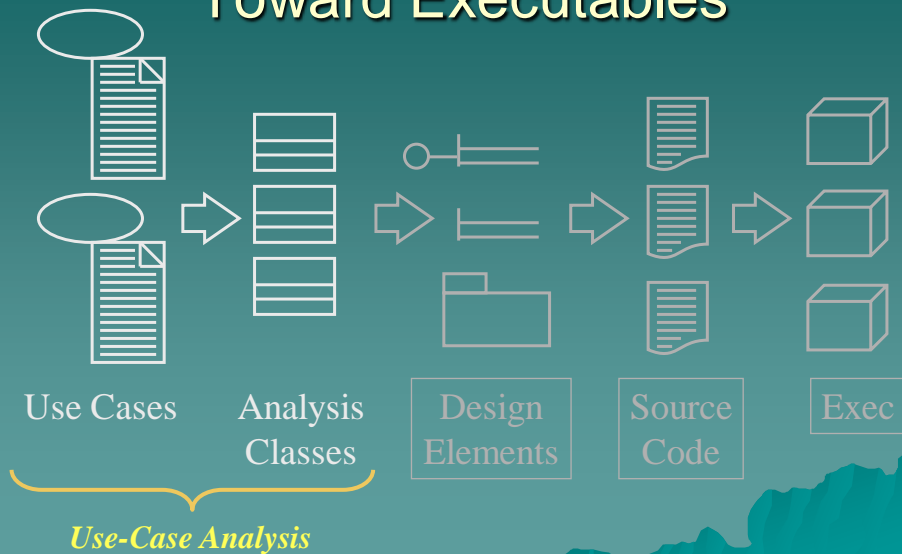 Toward Executables
Use Cases
Analysis
Classes
Design
Elements
Source
Code
Exec
Use-Case Analysis